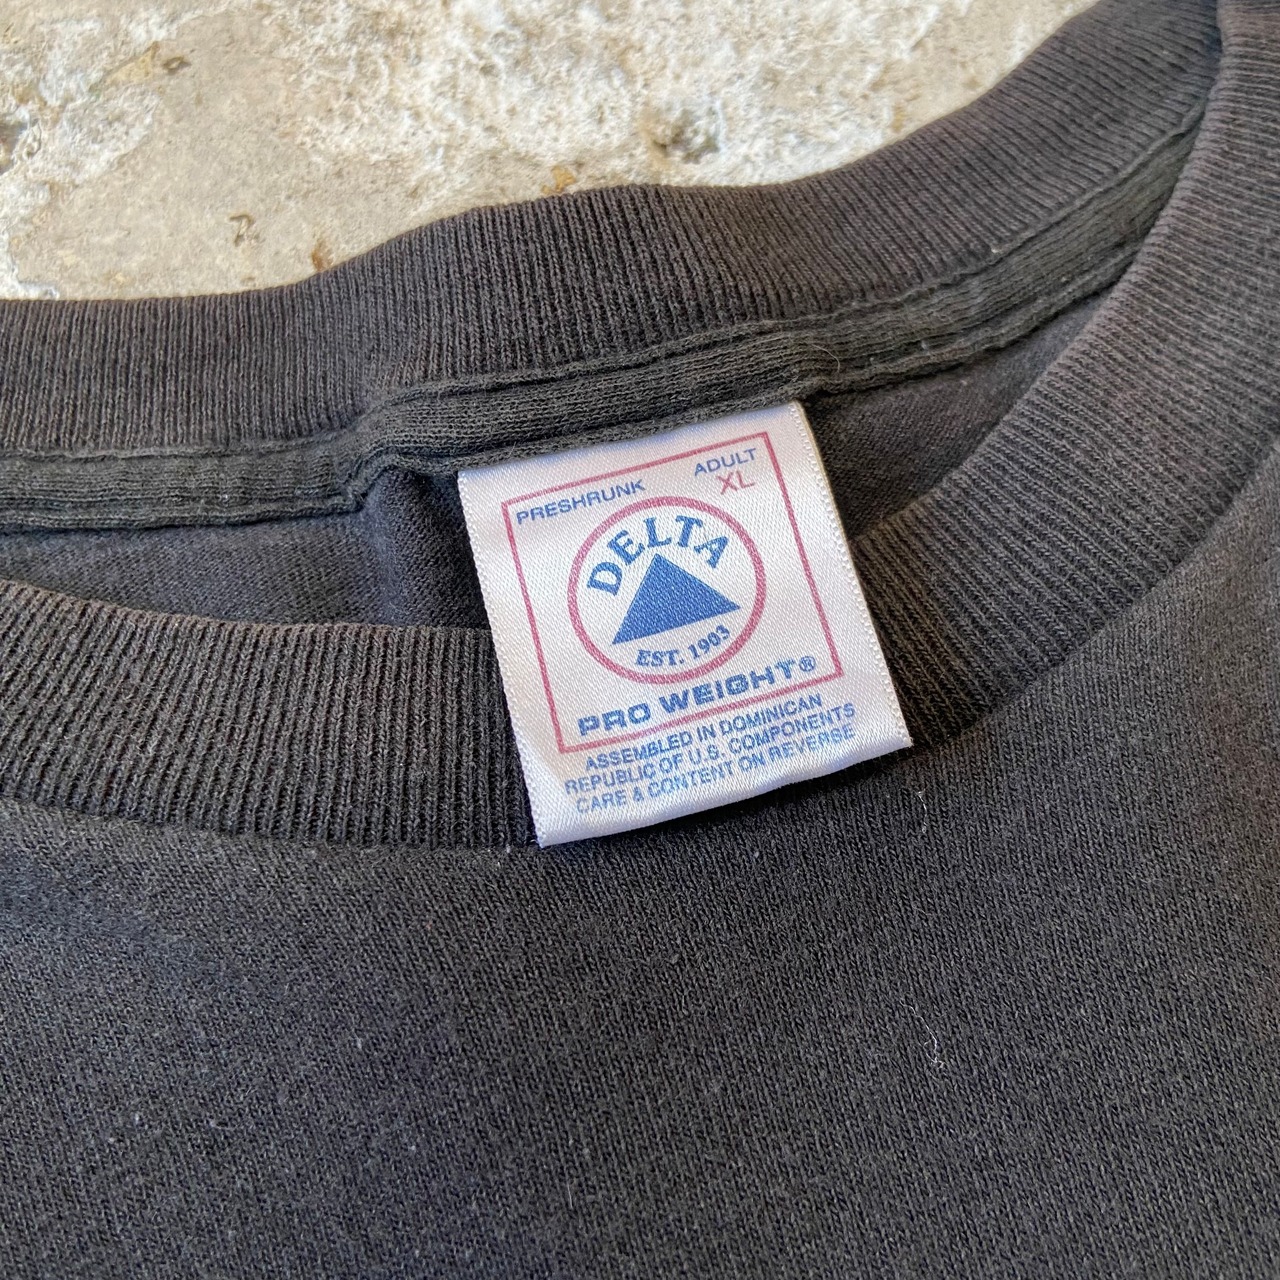 PRESHRUNK
ADULT
XL
DELTA
EST. 1903
PRO WEIGHT®
ASSEMBLED IN DOMINICAN
REPUBLIC OF U.S. COMPONENTS
CARE & CONTENT ON REVERSE